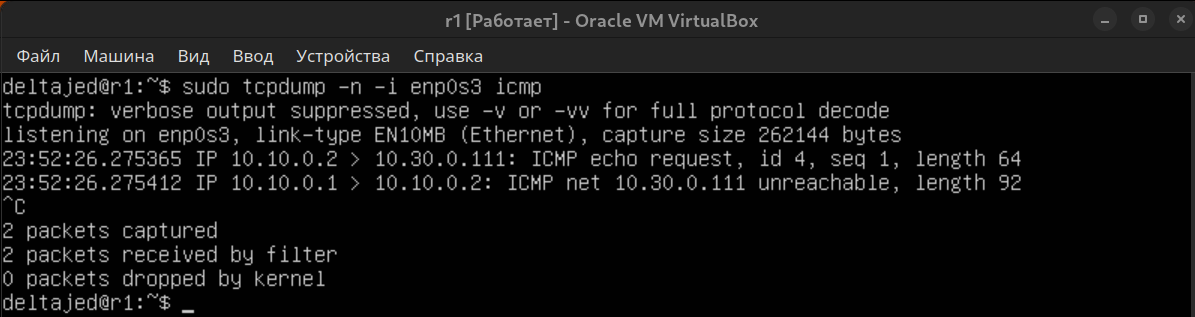 r1 [Работает] - Oracle VM VirtualBox
Файл Машина Вид Ввод Устройства Справка
deltajed@r1:~$ sudo tcpdump -n -i enp0s3 icmp
tcpdump: verbose output suppressed, use -v or -vv for full protocol decode
listening on enp0s3, link-type EN10MB (Ethernet), capture size 262144 bytes
23:52:26.275365 IP 10.10.0.2 > 10.30.0.111: ICMP echo request, id 4, seq 1, length 64
23:52:26.275412 IP 10.10.0.1 > 10.10.0.2: ICMP net 10.30.0.111 unreachable, length 92
^C
2 packets captured
2 packets received by filter
0 packets dropped by kernel
deltajed@r1:~$ _